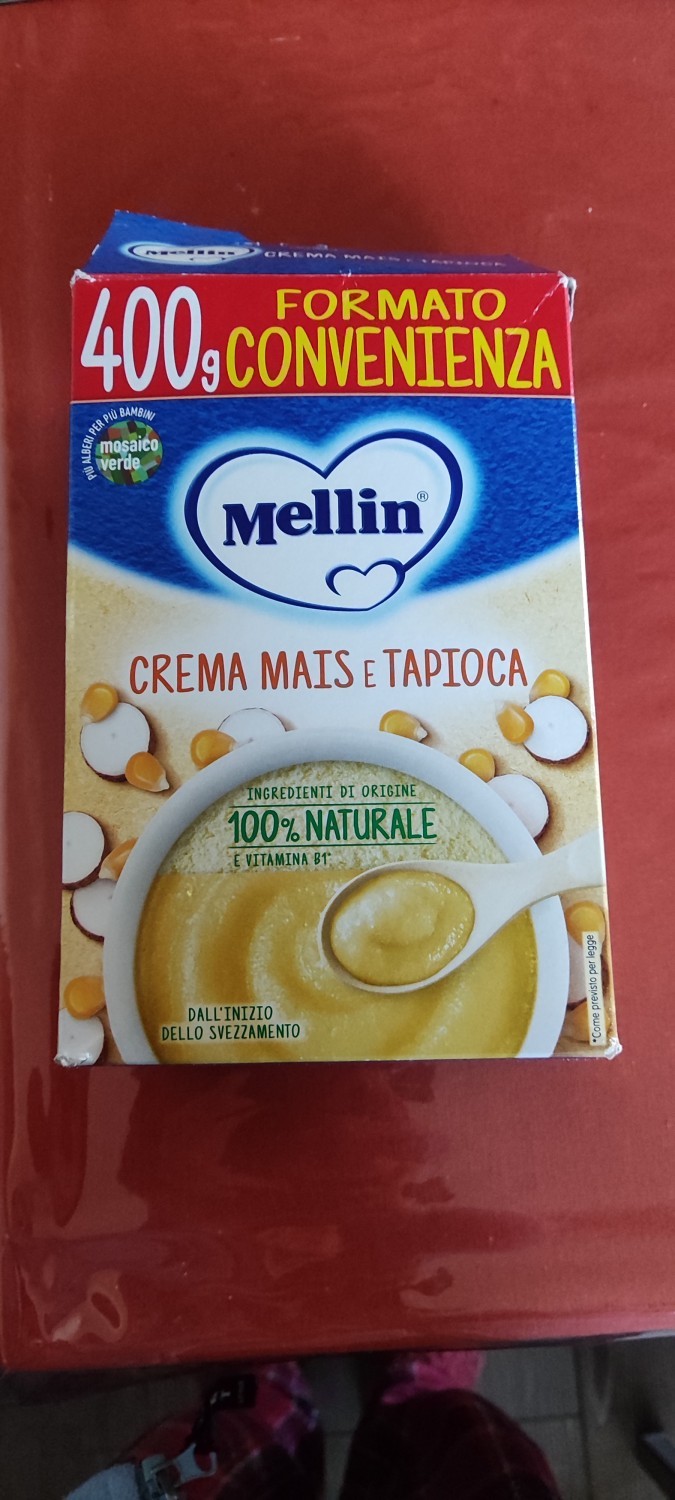 Mellin CREMA MAIS E TAPIOCA
400g
FORMATO
CONVENIENZA
PIÙ ALBERI PER PIÙ BAMBINI
mosaico
verde
Mellin®
CREMA MAIS E TAPIOCA
INGREDIENTI DI ORIGINE
100% NATURALE
E VITAMINA B1*
DALL'INIZIO
DELLO SVEZZAMENTO
*Come previsto per legge